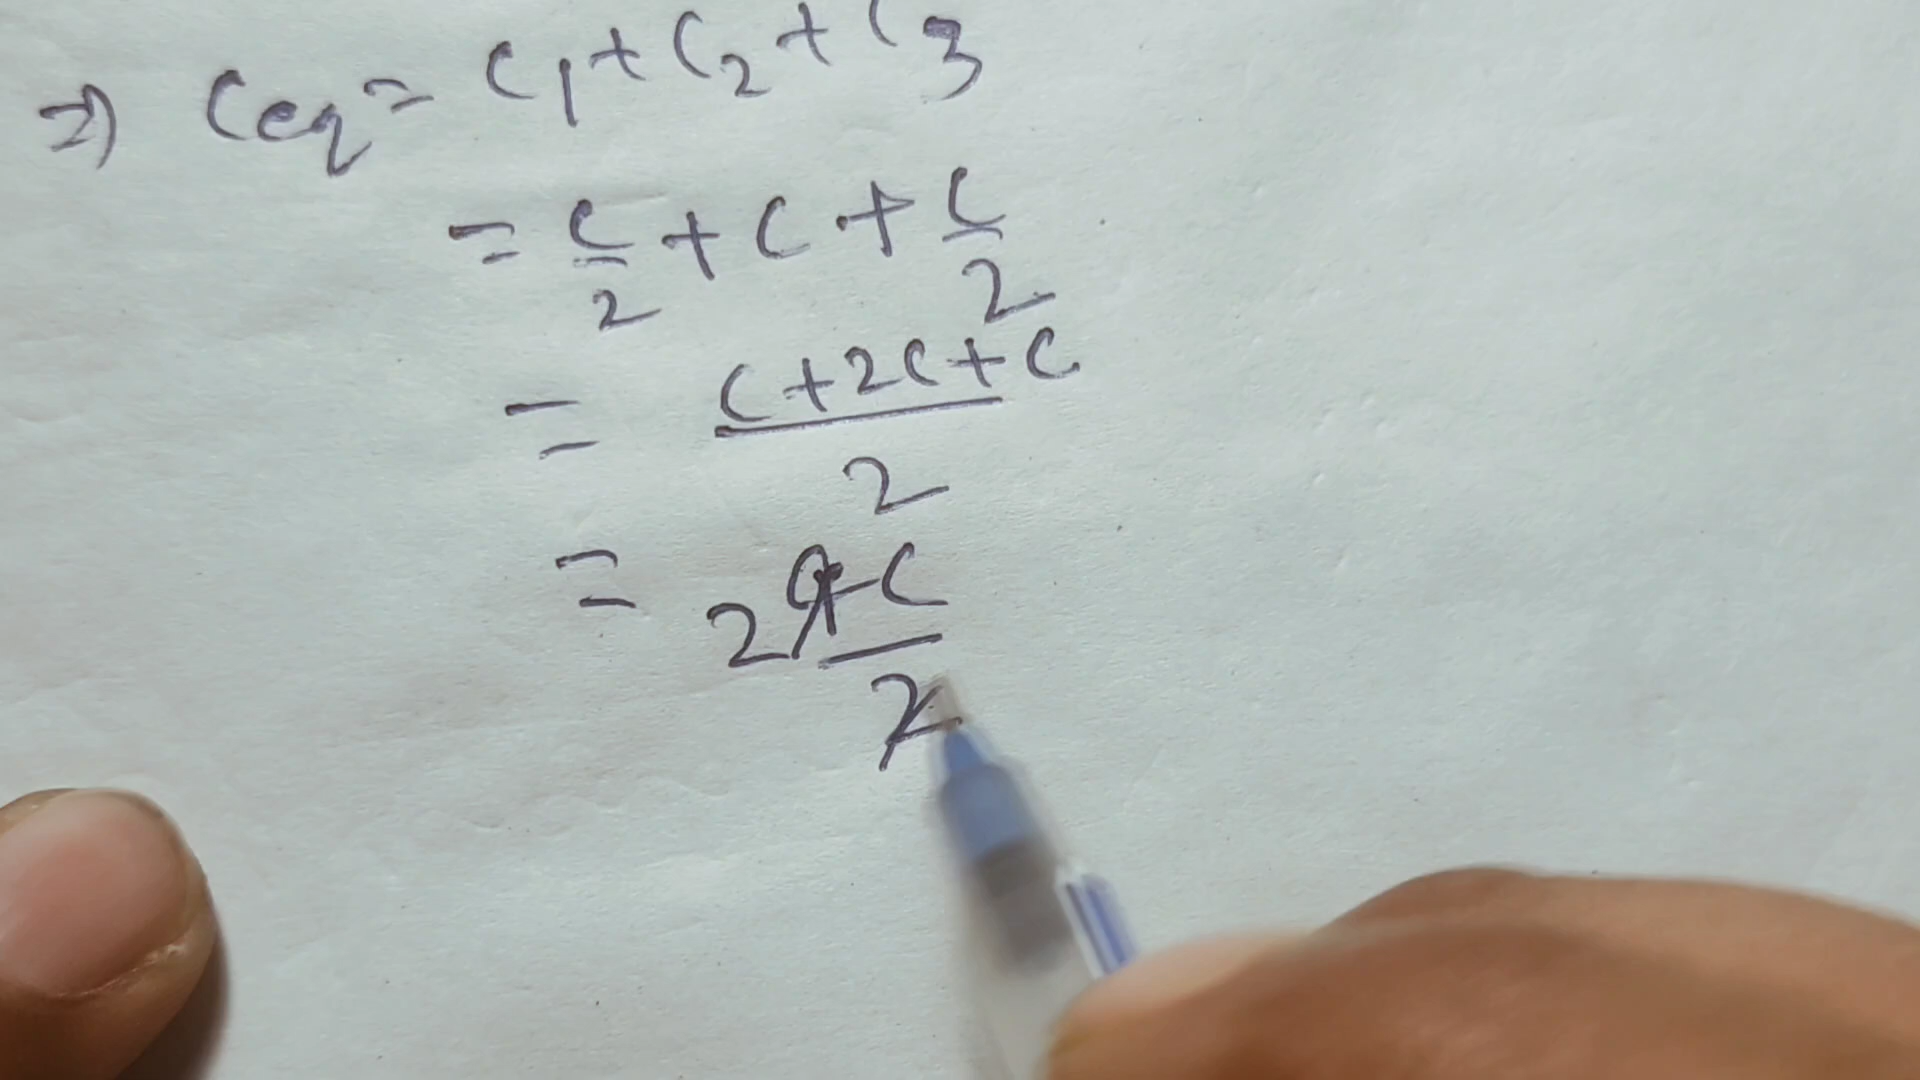 =) Ceq = C1 + C2 + C3
= C/2 + C + C/2
= C + 2C + C / 2
= 2 4C / 2